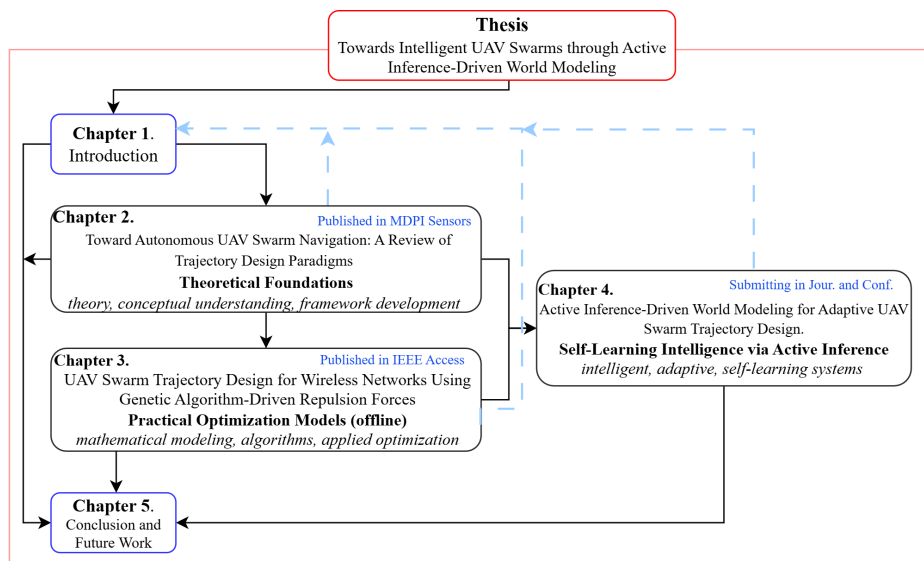 Thesis
Towards Intelligent UAV Swarms through Active
Inference-Driven World Modeling
Chapter 1.
Introduction
Chapter 2.
Published in MDPI Sensors
Toward Autonomous UAV Swarm Navigation: A Review of
Trajectory Design Paradigms
Theoretical Foundations
theory, conceptual understanding, framework development
Chapter 3.
Published in IEEE Access
UAV Swarm Trajectory Design for Wireless Networks Using
Genetic Algorithm-Driven Repulsion Forces
Practical Optimization Models (offline)
mathematical modeling, algorithms, applied optimization
Submitting in Jour. and Conf.
Chapter 4.
Active Inference-Driven World Modeling for Adaptive UAV
Swarm Trajectory Design.
Self-Learning Intelligence via Active Inference
intelligent, adaptive, self-learning systems
Chapter 5.
Conclusion and
Future Work